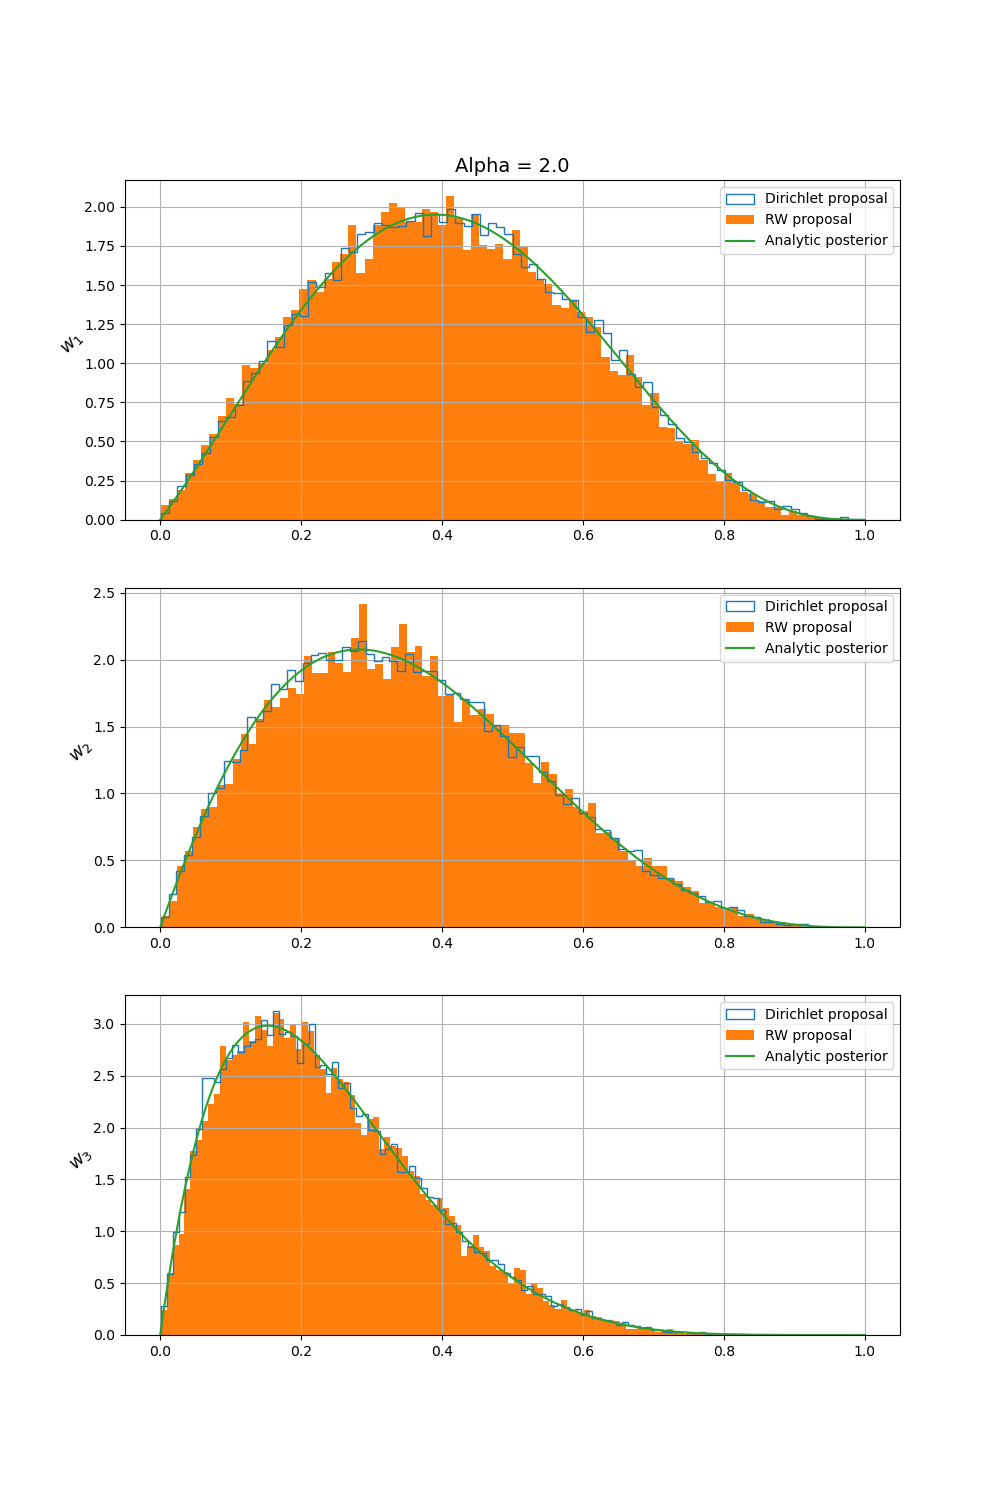 Alpha = 2.0
2.00
1.75
1.50
1.25
1.00
0.75
0.50
0.25
0.00
w1
Dirichlet proposal
RW proposal
Analytic posterior
0.0 0.2 0.4 0.6 0.8 1.0
2.5
2.0
1.5
1.0
0.5
0.0
w2
Dirichlet proposal
RW proposal
Analytic posterior
0.0 0.2 0.4 0.6 0.8 1.0
3.0
2.5
2.0
1.5
1.0
0.5
0.0
w3
Dirichlet proposal
RW proposal
Analytic posterior
0.0 0.2 0.4 0.6 0.8 1.0